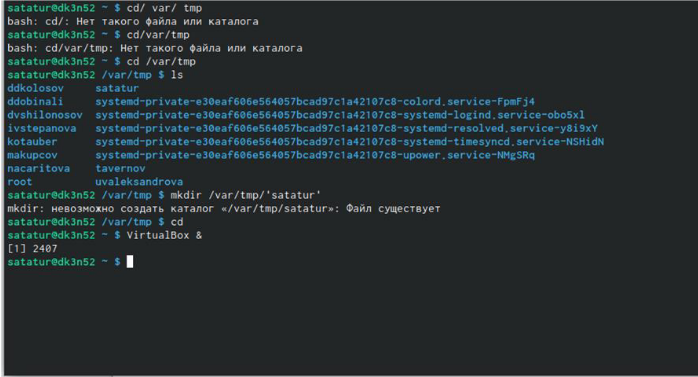 satatur@dk3n52 ~ $ cd/ var/ tmp
bash: cd/: Нет такого файла или каталога
satatur@dk3n52 ~ $ cd/var/tmp
bash: cd/var/tmp: Нет такого файла или каталога
satatur@dk3n52 ~ $ cd /var/tmp
satatur@dk3n52 /var/tmp $ ls
ddkolosov satatur
ddobinali systemd-private-e30eaf606e564057bcad97c1a42107c8-colord.service-FpmFj4
dvshilonosov systemd-private-e30eaf606e564057bcad97c1a42107c8-systemd-logind.service-obo5xl
ivstepanova systemd-private-e30eaf606e564057bcad97c1a42107c8-systemd-resolved.service-y8i9xY
kotauber systemd-private-e30eaf606e564057bcad97c1a42107c8-systemd-timesyncd.service-NSHidN
makupcov systemd-private-e30eaf606e564057bcad97c1a42107c8-upower.service-NMgSRq
nacaritova tavernov
root uvaleksandrova
satatur@dk3n52 /var/tmp $ mkdir /var/tmp/'satatur'
mkdir: невозможно создать каталог «/var/tmp/satatur»: Файл существует
satatur@dk3n52 /var/tmp $ cd
satatur@dk3n52 ~ $ VirtualBox &
[1] 2407
satatur@dk3n52 ~ $